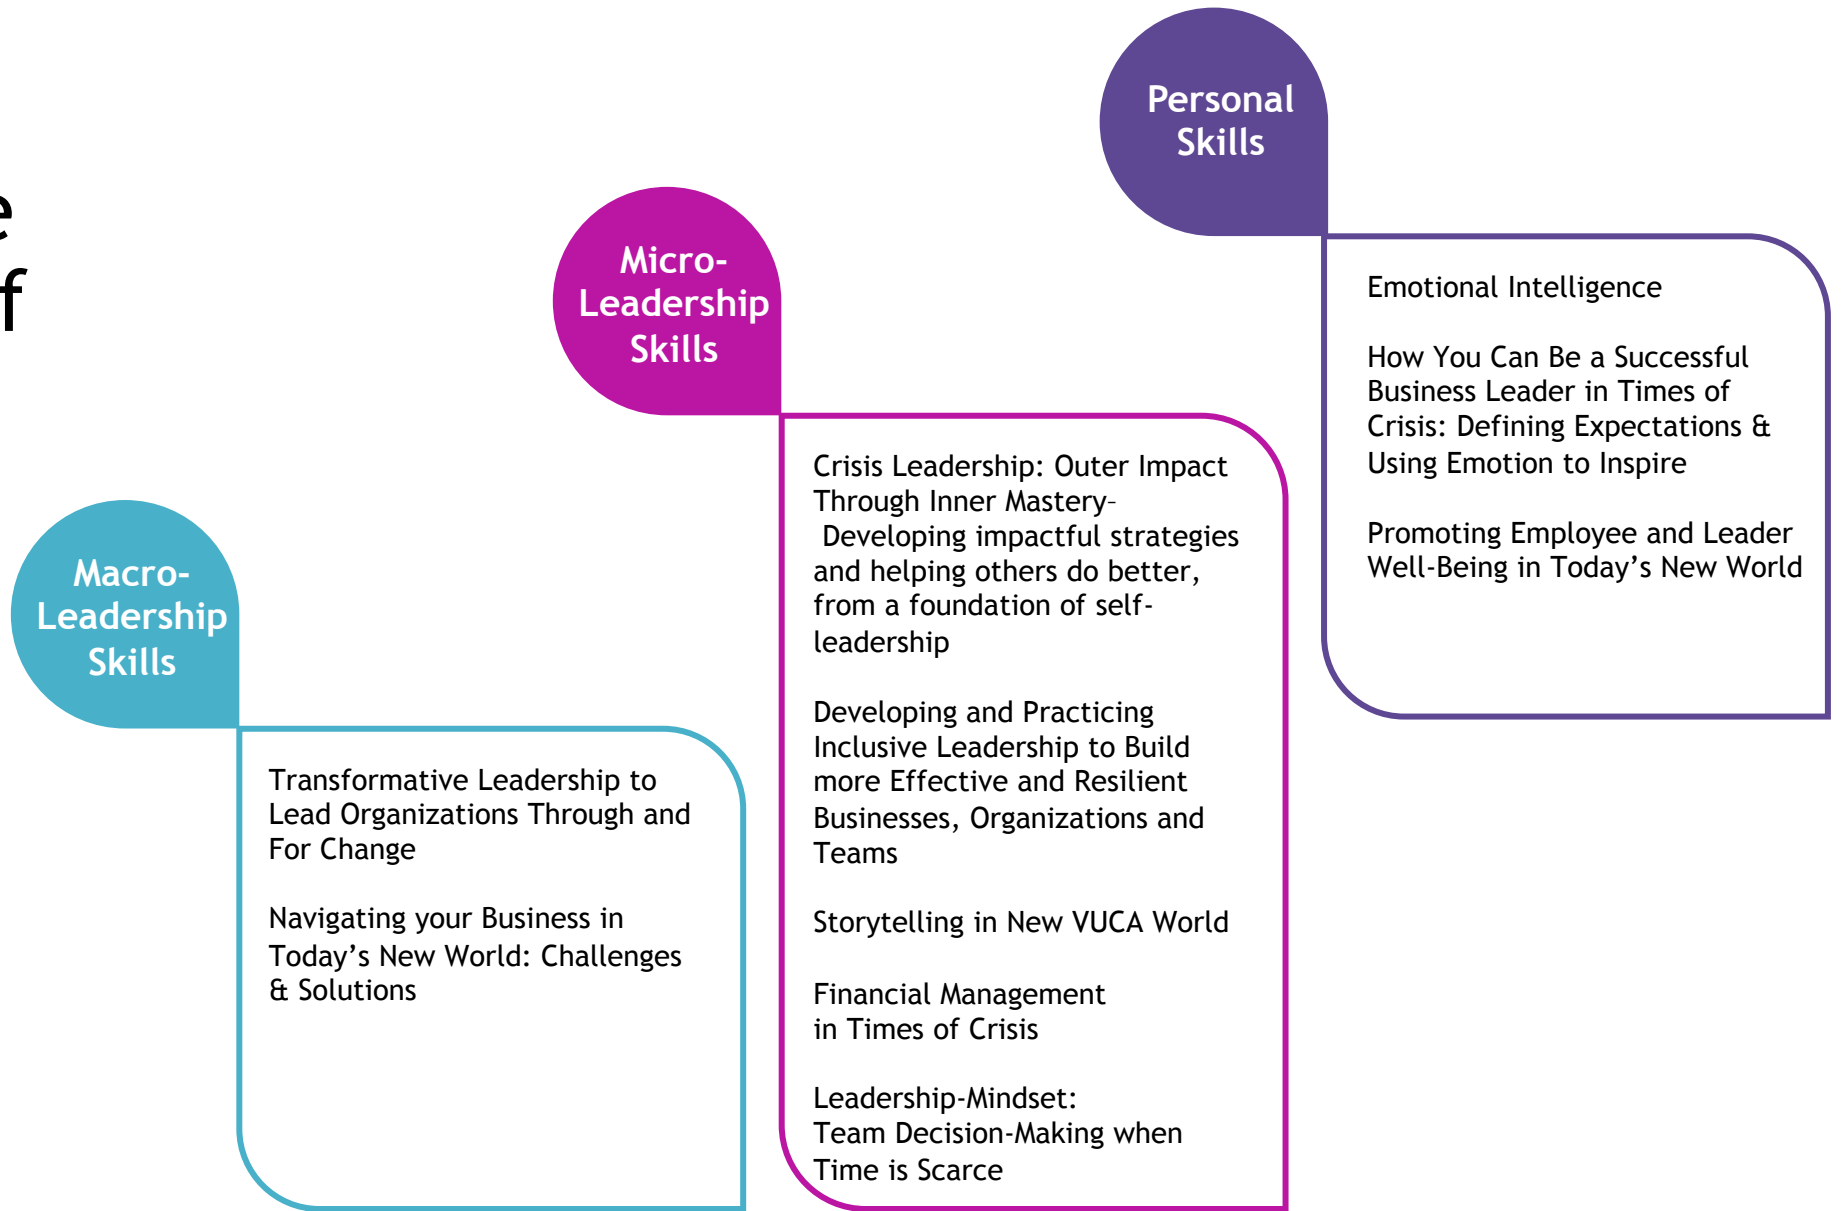 e
f
Macro-
Leadership
Skills
Transformative Leadership to
Lead Organizations Through and
For Change
Navigating your Business in
Today’s New World: Challenges
& Solutions
Micro-
Leadership
Skills
Crisis Leadership: Outer Impact
Through Inner Mastery–
Developing impactful strategies
and helping others do better,
from a foundation of self-
leadership
Developing and Practicing
Inclusive Leadership to Build
more Effective and Resilient
Businesses, Organizations and
Teams
Storytelling in New VUCA World
Financial Management
in Times of Crisis
Leadership-Mindset:
Team Decision-Making when
Time is Scarce
Personal
Skills
Emotional Intelligence
How You Can Be a Successful
Business Leader in Times of
Crisis: Defining Expectations &
Using Emotion to Inspire
Promoting Employee and Leader
Well-Being in Today’s New World